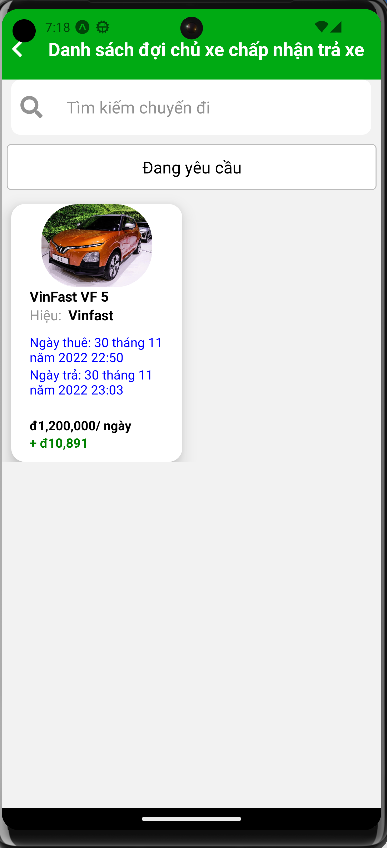 7:18
Danh sách đợi chủ xe chấp nhận trả xe
Tìm kiếm chuyến đi
Đang yêu cầu
VinFast VF 5
Hiệu: Vinfast
Ngày thuê: 30 tháng 11
năm 2022 22:50
Ngày trả: 30 tháng 11
năm 2022 23:03
đ1,200,000/ ngày
+ đ10,891